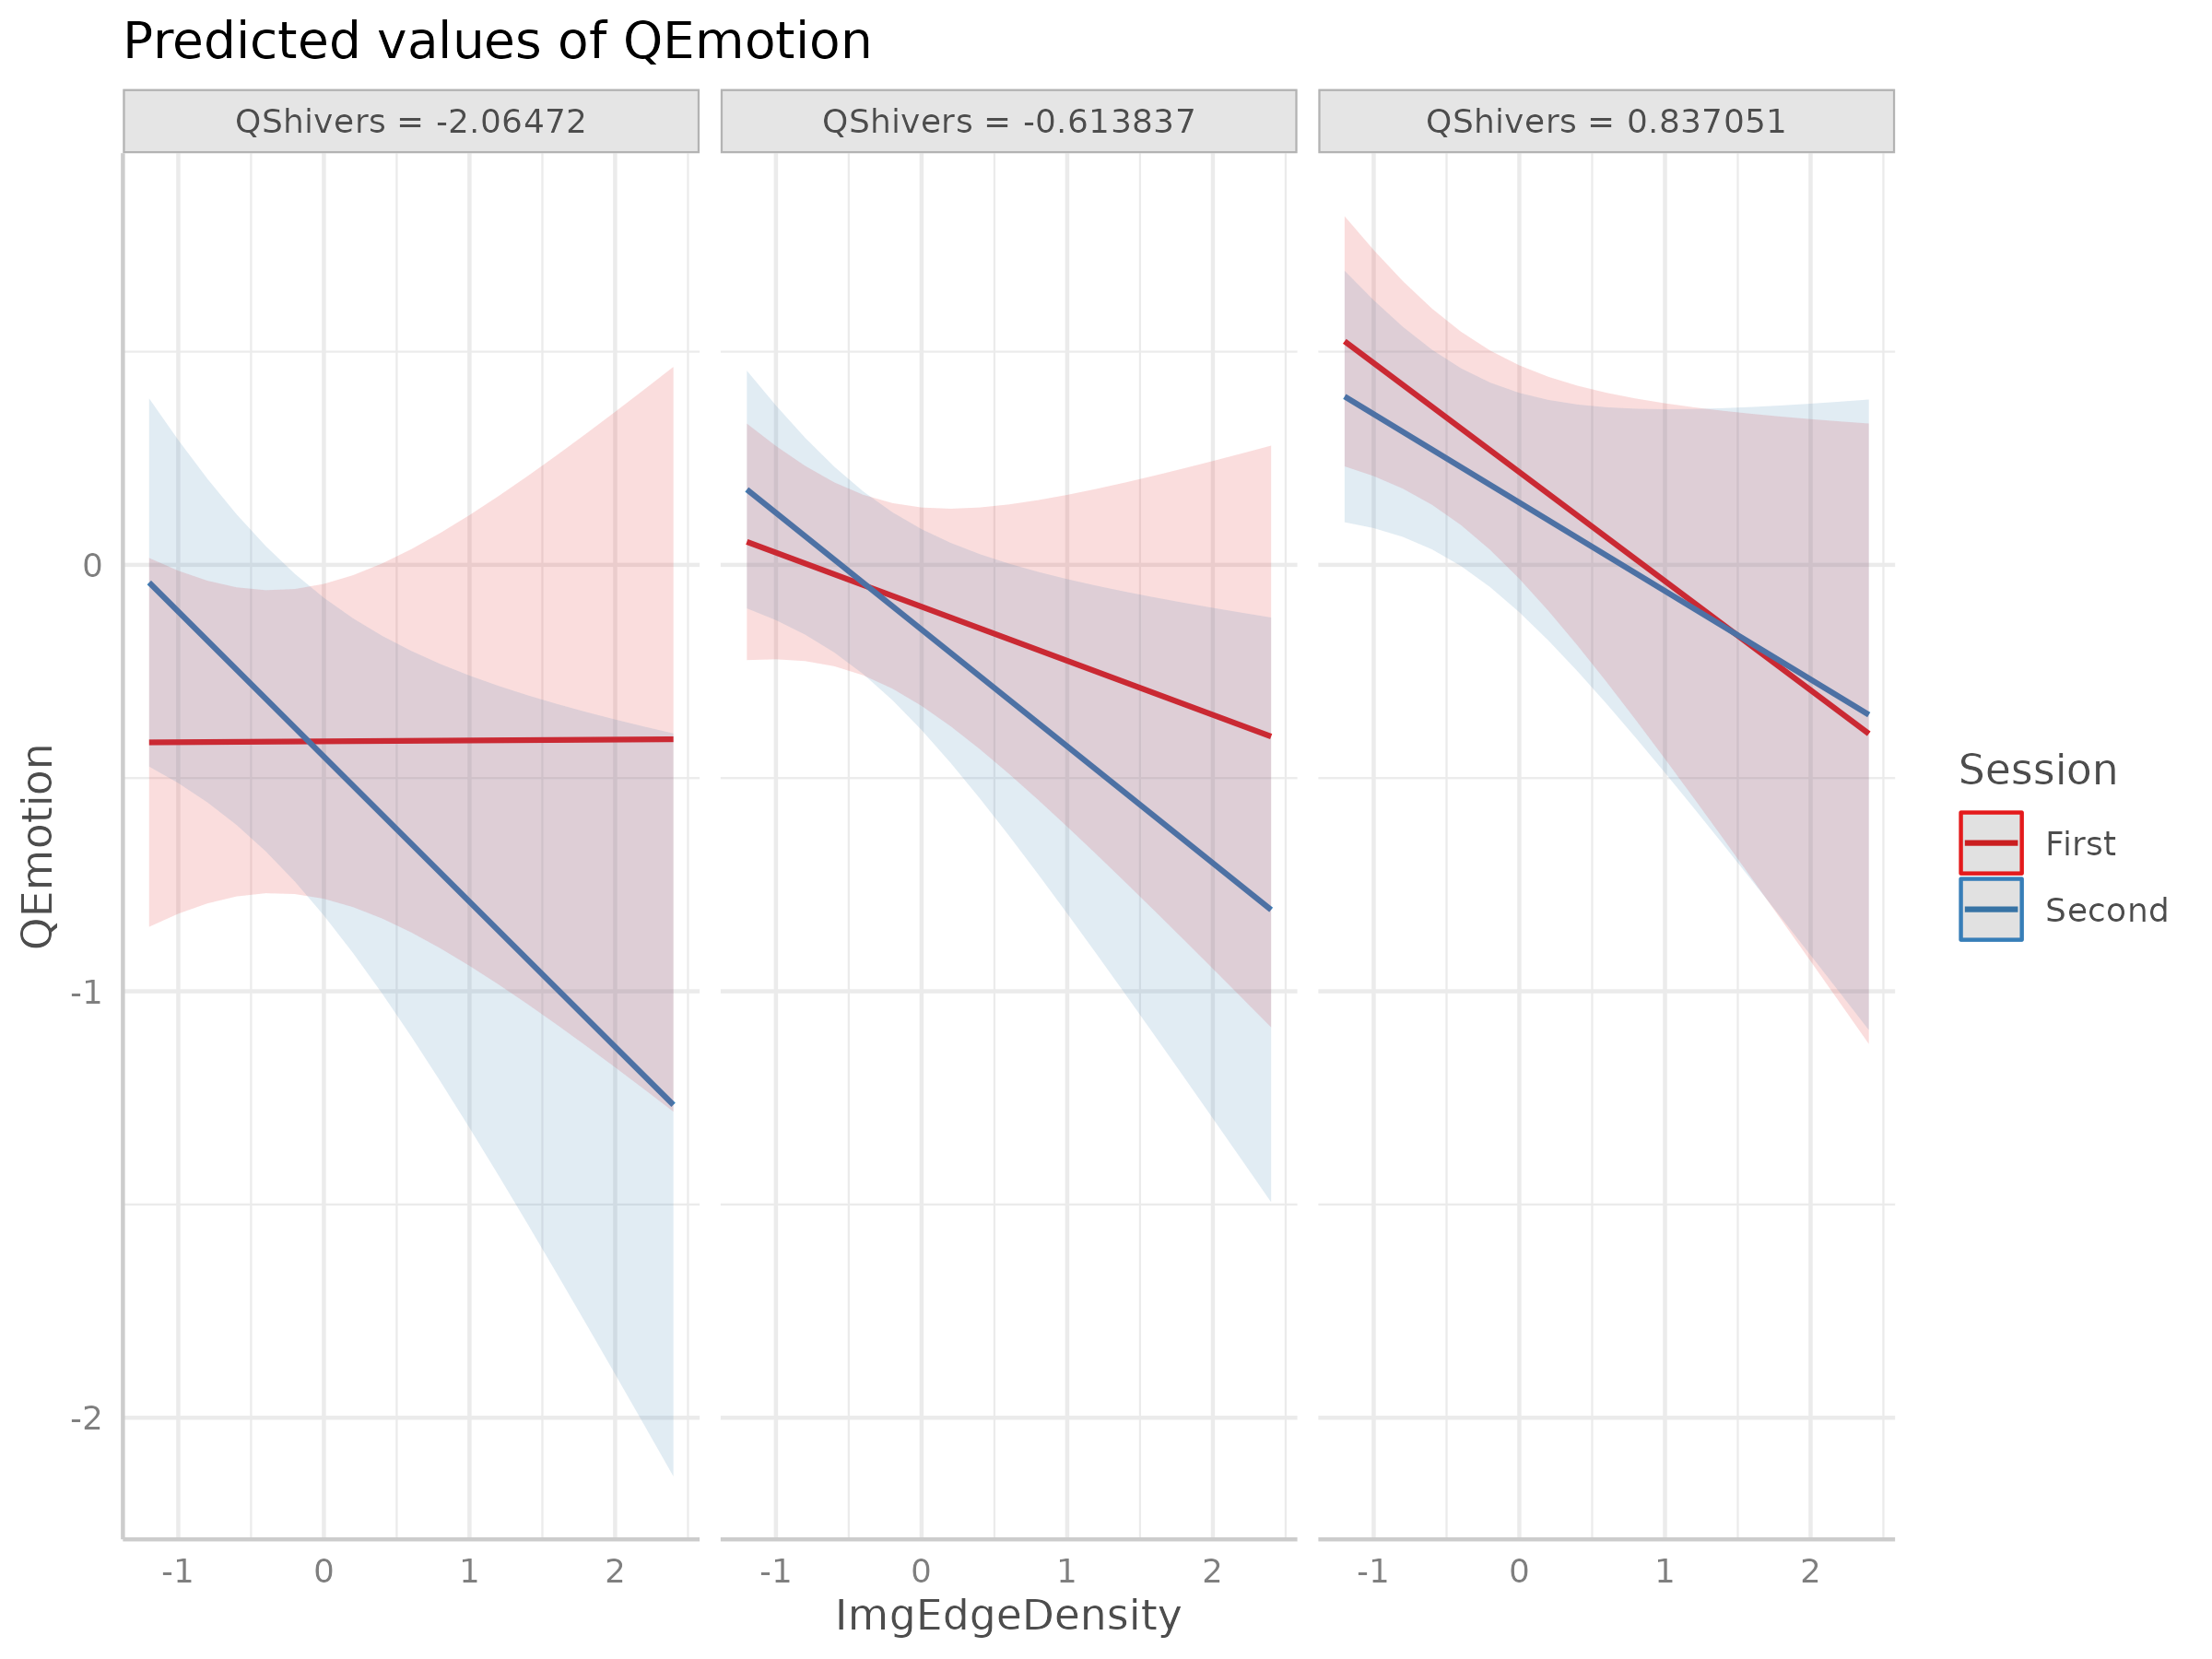 Predicted values of QEmotion
QShivers = -2.06472
QShivers = -0.613837
QShivers = 0.837051
QEmotion
0
-1
-2
-1 0 1 2
-1 0 1 2
-1 0 1 2
ImgEdgeDensity
Session
First
Second